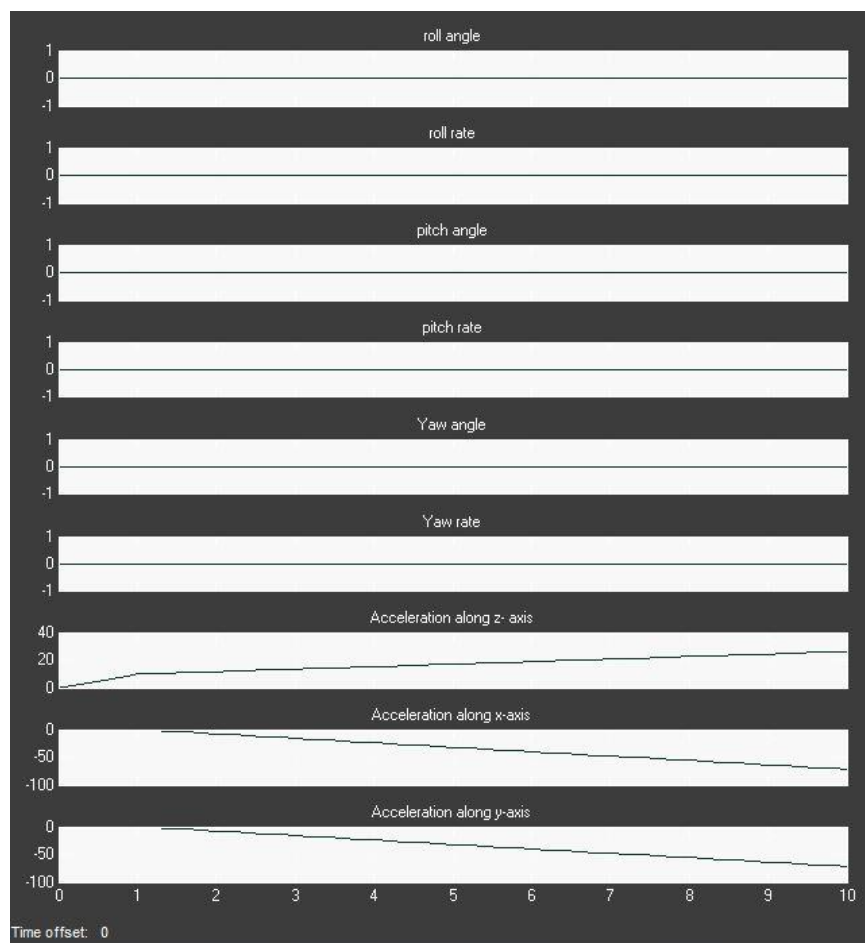 roll angle
1
0
-1
roll rate
1
0
-1
pitch angle
1
0
-1
pitch rate
1
0
-1
Yaw angle
1
0
-1
Yaw rate
1
0
-1
Acceleration along z- axis
40
20
0
Acceleration along x-axis
0
-50
-100
Acceleration along y-axis
0
-50
-100
0 1 2 3 4 5 6 7 8 9 10
Time offset: 0